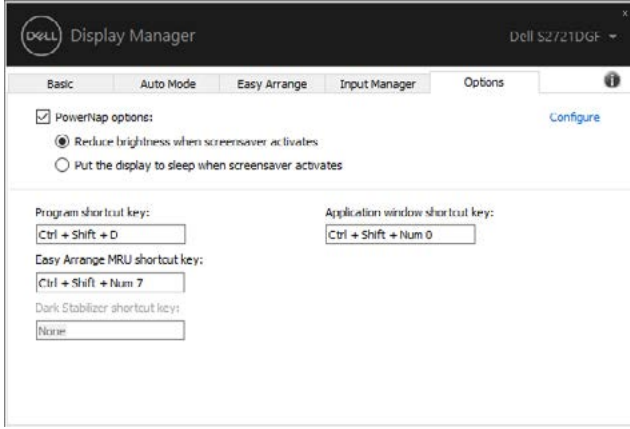 x
DELL Display Manager Dell S2721DGF
Basic Auto Mode Easy Arrange Input Manager Options
PowerNap options: Configure
Reduce brightness when screensaver activates
Put the display to sleep when screensaver activates
Program shortcut key: Application window shortcut key:
Ctrl + Shift + D Ctrl + Shift + Num 0
Easy Arrange MRU shortcut key:
Ctrl + Shift + Num 7
Dark Stabilizer shortcut key:
None